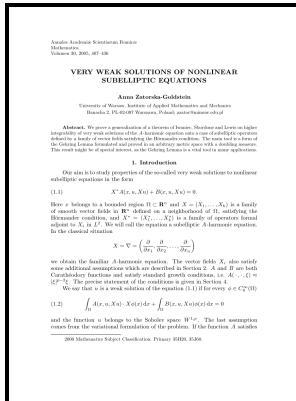 Annales Academiæ Scientiarum Fennicæ
Mathematica
Volumen 30, 2005, 407–436
VERY WEAK SOLUTIONS OF NONLINEAR
SUBELLIPTIC EQUATIONS
Anna Zatorska-Goldstein
University of Warsaw, Institute of Applied Mathematics and Mechanics
Banacha 2, PL-02-097 Warszawa, Poland; azator@mimuw.edu.pl
Abstract. We prove a generalization of a theorem of Iwaniec, Sbordone and Lewis on higher
integrability of very weak solutions of the A-harmonic equation onto a case of subelliptic operators
defined by a family of vector fields satisfying the Hörmander condition. The main tool is a form of
the Gehring Lemma formulated and proved in an arbitrary metric space with a doubling measure.
This result might be of special interest, as the Gehring Lemma is a vital tool in many applications.
1. Introduction
Our aim is to study properties of the so-called very weak solutions to nonlinear
subelliptic equations in the form
(1.1) X*A(x, u, Xu) + B(x, u, Xu) = 0.
Here x belongs to a bounded region Ω ⊂ Rⁿ and X = (X₁, . . . , Xₖ) is a family
of smooth vector fields in Rⁿ defined on a neighborhood of Ω̄, satisfying the
Hörmander condition, and X* = (X₁*, . . . , Xₖ*) is a family of operators formal
adjoint to Xᵢ in L². We will call the equation a subelliptic A-harmonic equation.
In the classical situation
X = ∇ = (∂/∂x₁, ∂/∂x₂, . . . , ∂/∂xₙ)
we obtain the familiar A-harmonic equation. The vector fields Xᵢ also satisfy
some additional assumptions which are described in Section 2. A and B are both
Carathéodory functions and satisfy standard growth conditions, i.e. A( · , · , ξ) ≈
|ξ|ᵖ⁻²ξ. The precise statement of the conditions is given in Section 4.
We say that u is a weak solution of the equation (1.1) if for every ϕ ∈ C₀^∞(Ω)
(1.2) ∫_Ω A(x, u, Xu) · Xϕ(x) dx + ∫_Ω B(x, u, Xu)ϕ(x) dx = 0
and the function u belongs to the Sobolev space W^{1,p}. The last assumption
comes from the variational formulation of the problem. If the function A satisfies
2000 Mathematics Subject Classification: Primary 35H20, 35J60.